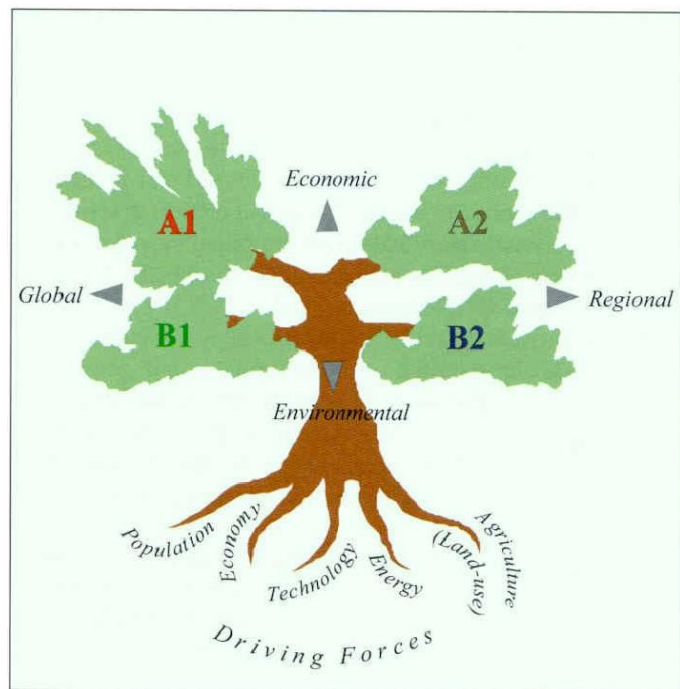 Economic
A1
A2
Global
Regional
B1
B2
Environmental
Population
Economy
Technology
Energy
Agriculture
(Land-use)
Driving Forces